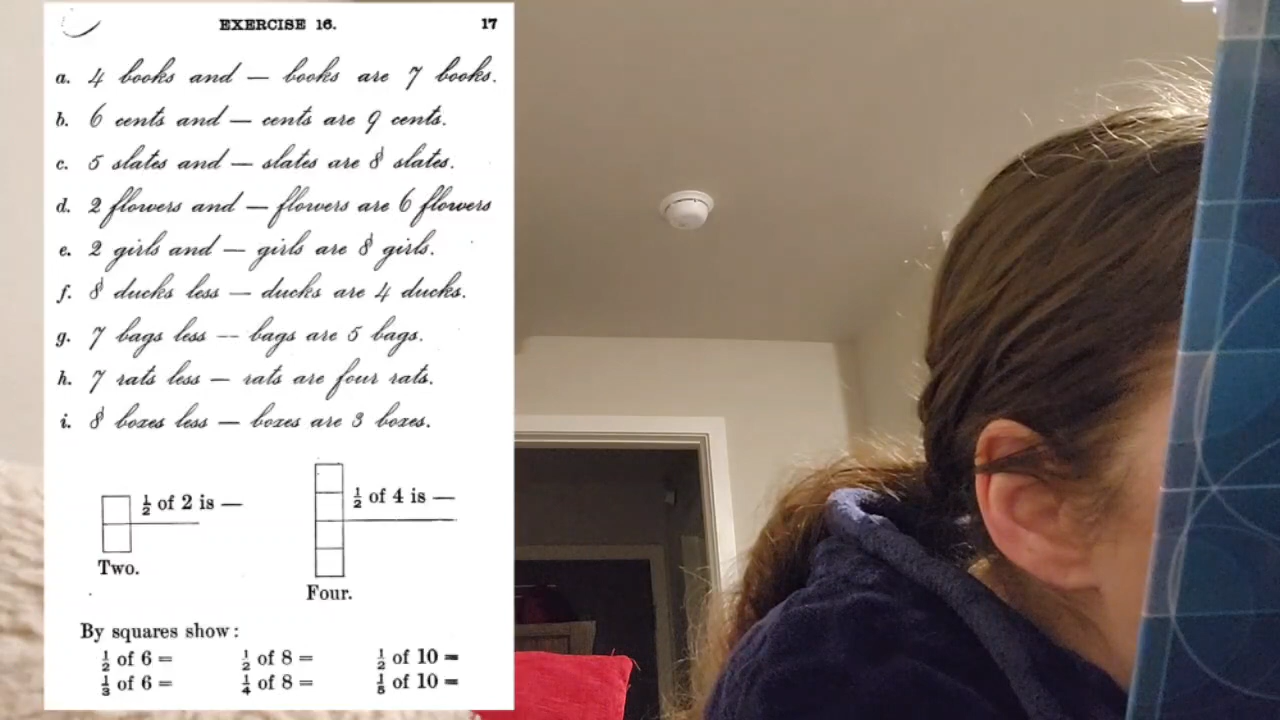 EXERCISE 16. 17
a. 4 books and — books are 7 books.
b. 6 cents and — cents are 9 cents.
c. 5 slates and — slates are 8 slates.
d. 2 flowers and — flowers are 6 flowers
e. 2 girls and — girls are 8 girls.
f. 8 ducks less — ducks are 4 ducks.
g. 7 bags less -- bags are 5 bags.
h. 7 rats less — rats are four rats.
i. 8 boxes less — boxes are 3 boxes.
½ of 2 is —
Two.
½ of 4 is —
Four.
By squares show:
½ of 6 = ½ of 8 = ½ of 10 =
⅓ of 6 = ¼ of 8 = ⅕ of 10 =